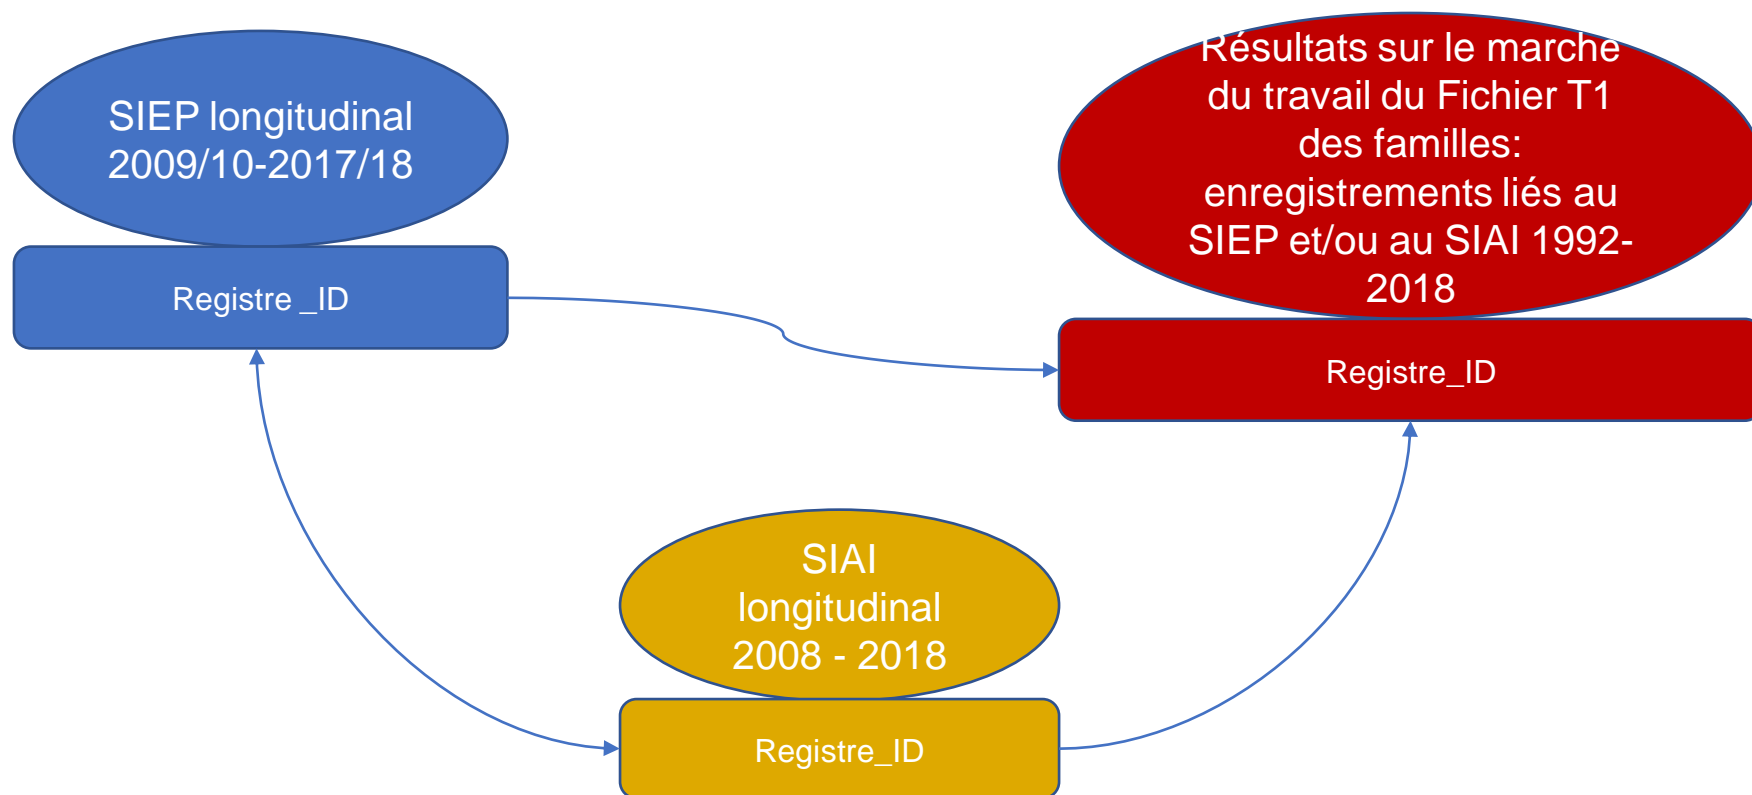 SIEP longitudinal
2009/10-2017/18
Registre _ID
Résultats sur le marche
du travail du Fichier T1
des familles:
enregistrements liés au
SIEP et/ou au SIAI 1992-
2018
Registre_ID
SIAI
longitudinal
2008 - 2018
Registre_ID